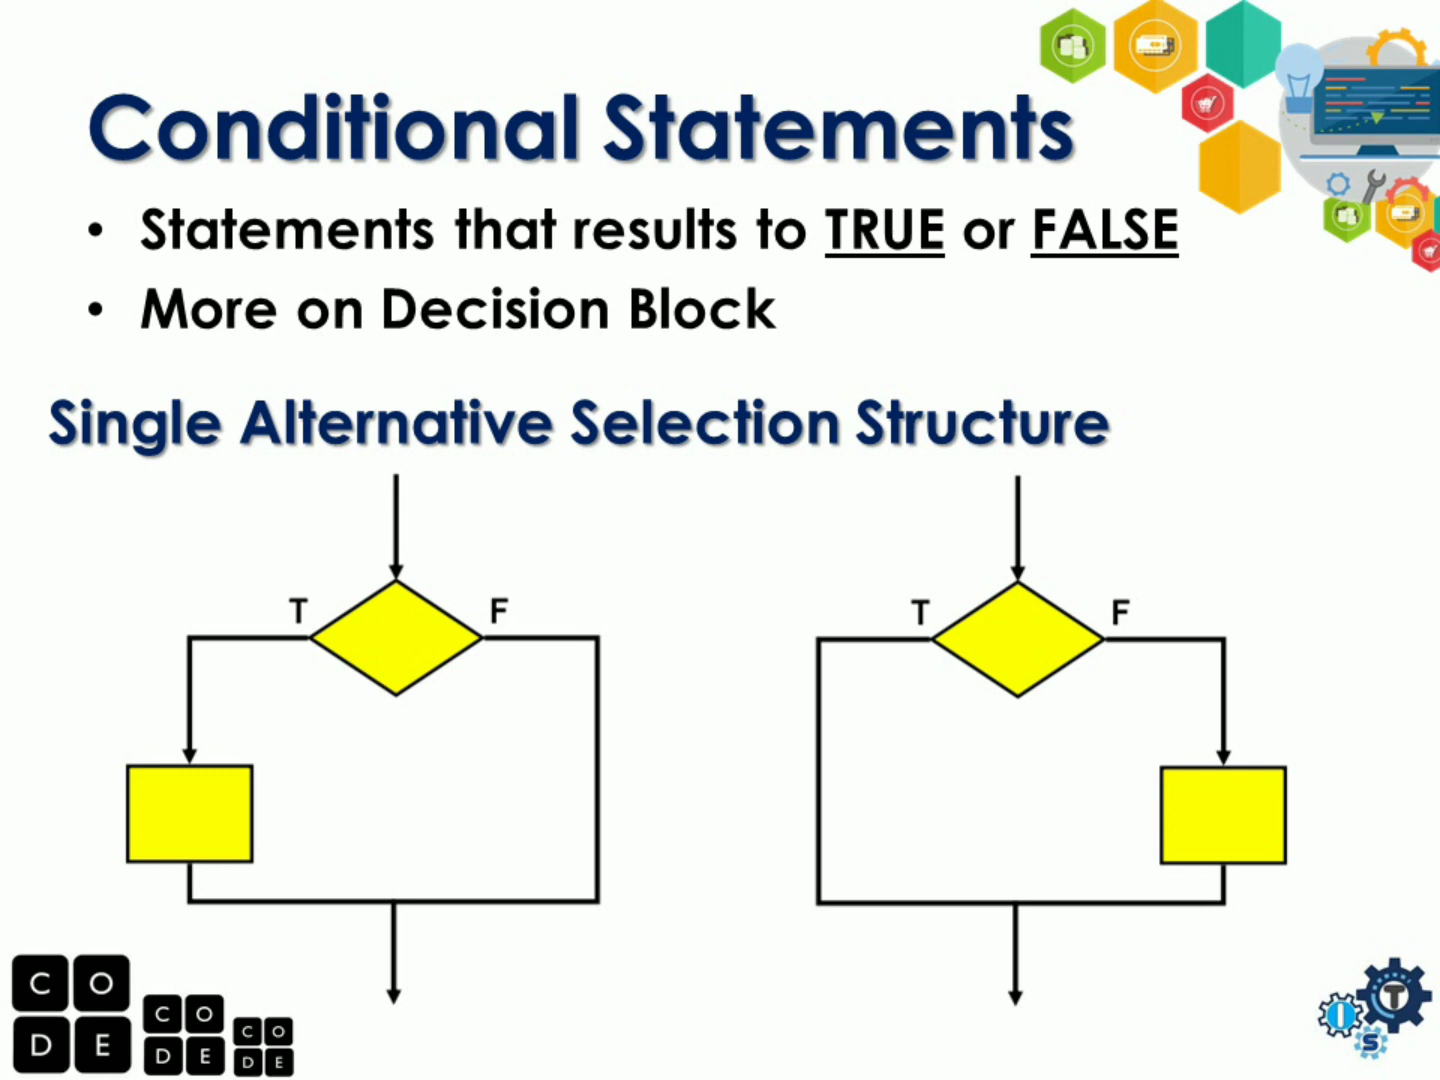 Conditional Statements
• Statements that results to TRUE or FALSE
• More on Decision Block
Single Alternative Selection Structure
T F
T F
C O
D E
C O
D E
C O
D E
I T
S